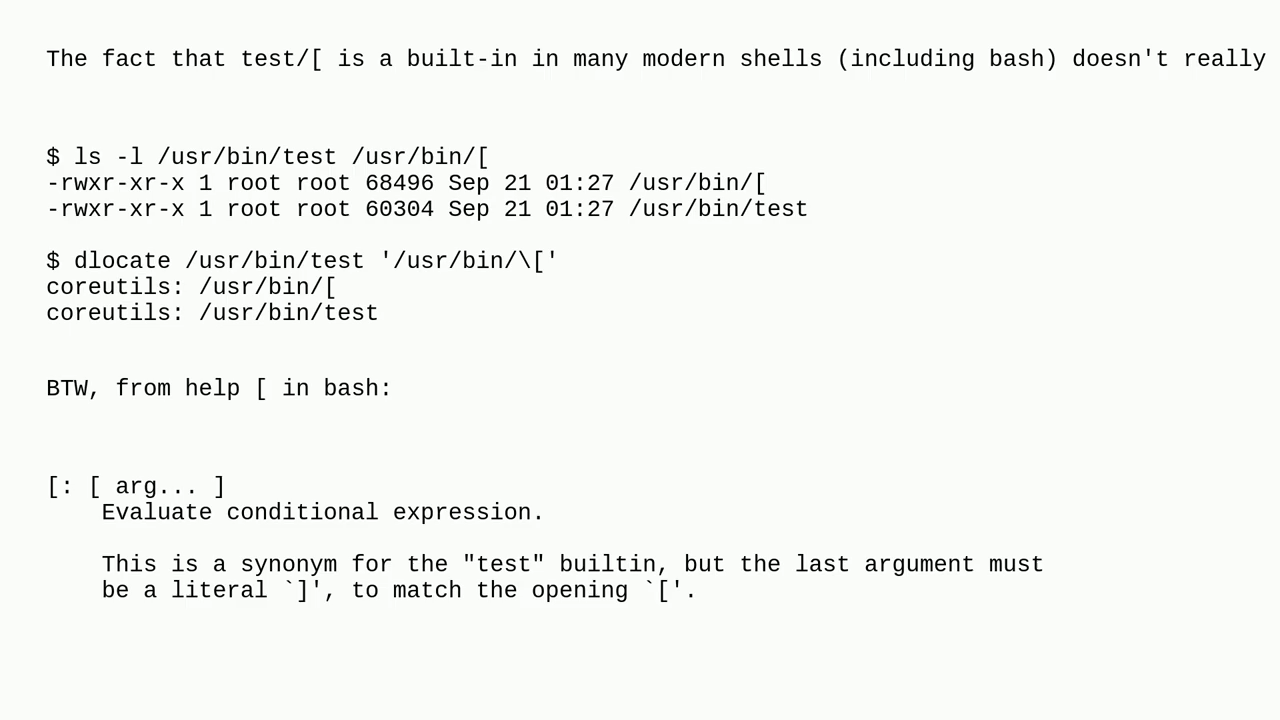 The fact that test/[ is a built-in in many modern shells (including bash) doesn't really
$ ls -l /usr/bin/test /usr/bin/[
-rwxr-xr-x 1 root root 68496 Sep 21 01:27 /usr/bin/[
-rwxr-xr-x 1 root root 60304 Sep 21 01:27 /usr/bin/test
$ dlocate /usr/bin/test '/usr/bin/\['
coreutils: /usr/bin/[
coreutils: /usr/bin/test
BTW, from help [ in bash:
[: [ arg... ]
    Evaluate conditional expression.
    This is a synonym for the "test" builtin, but the last argument must
    be a literal `]', to match the opening `['.